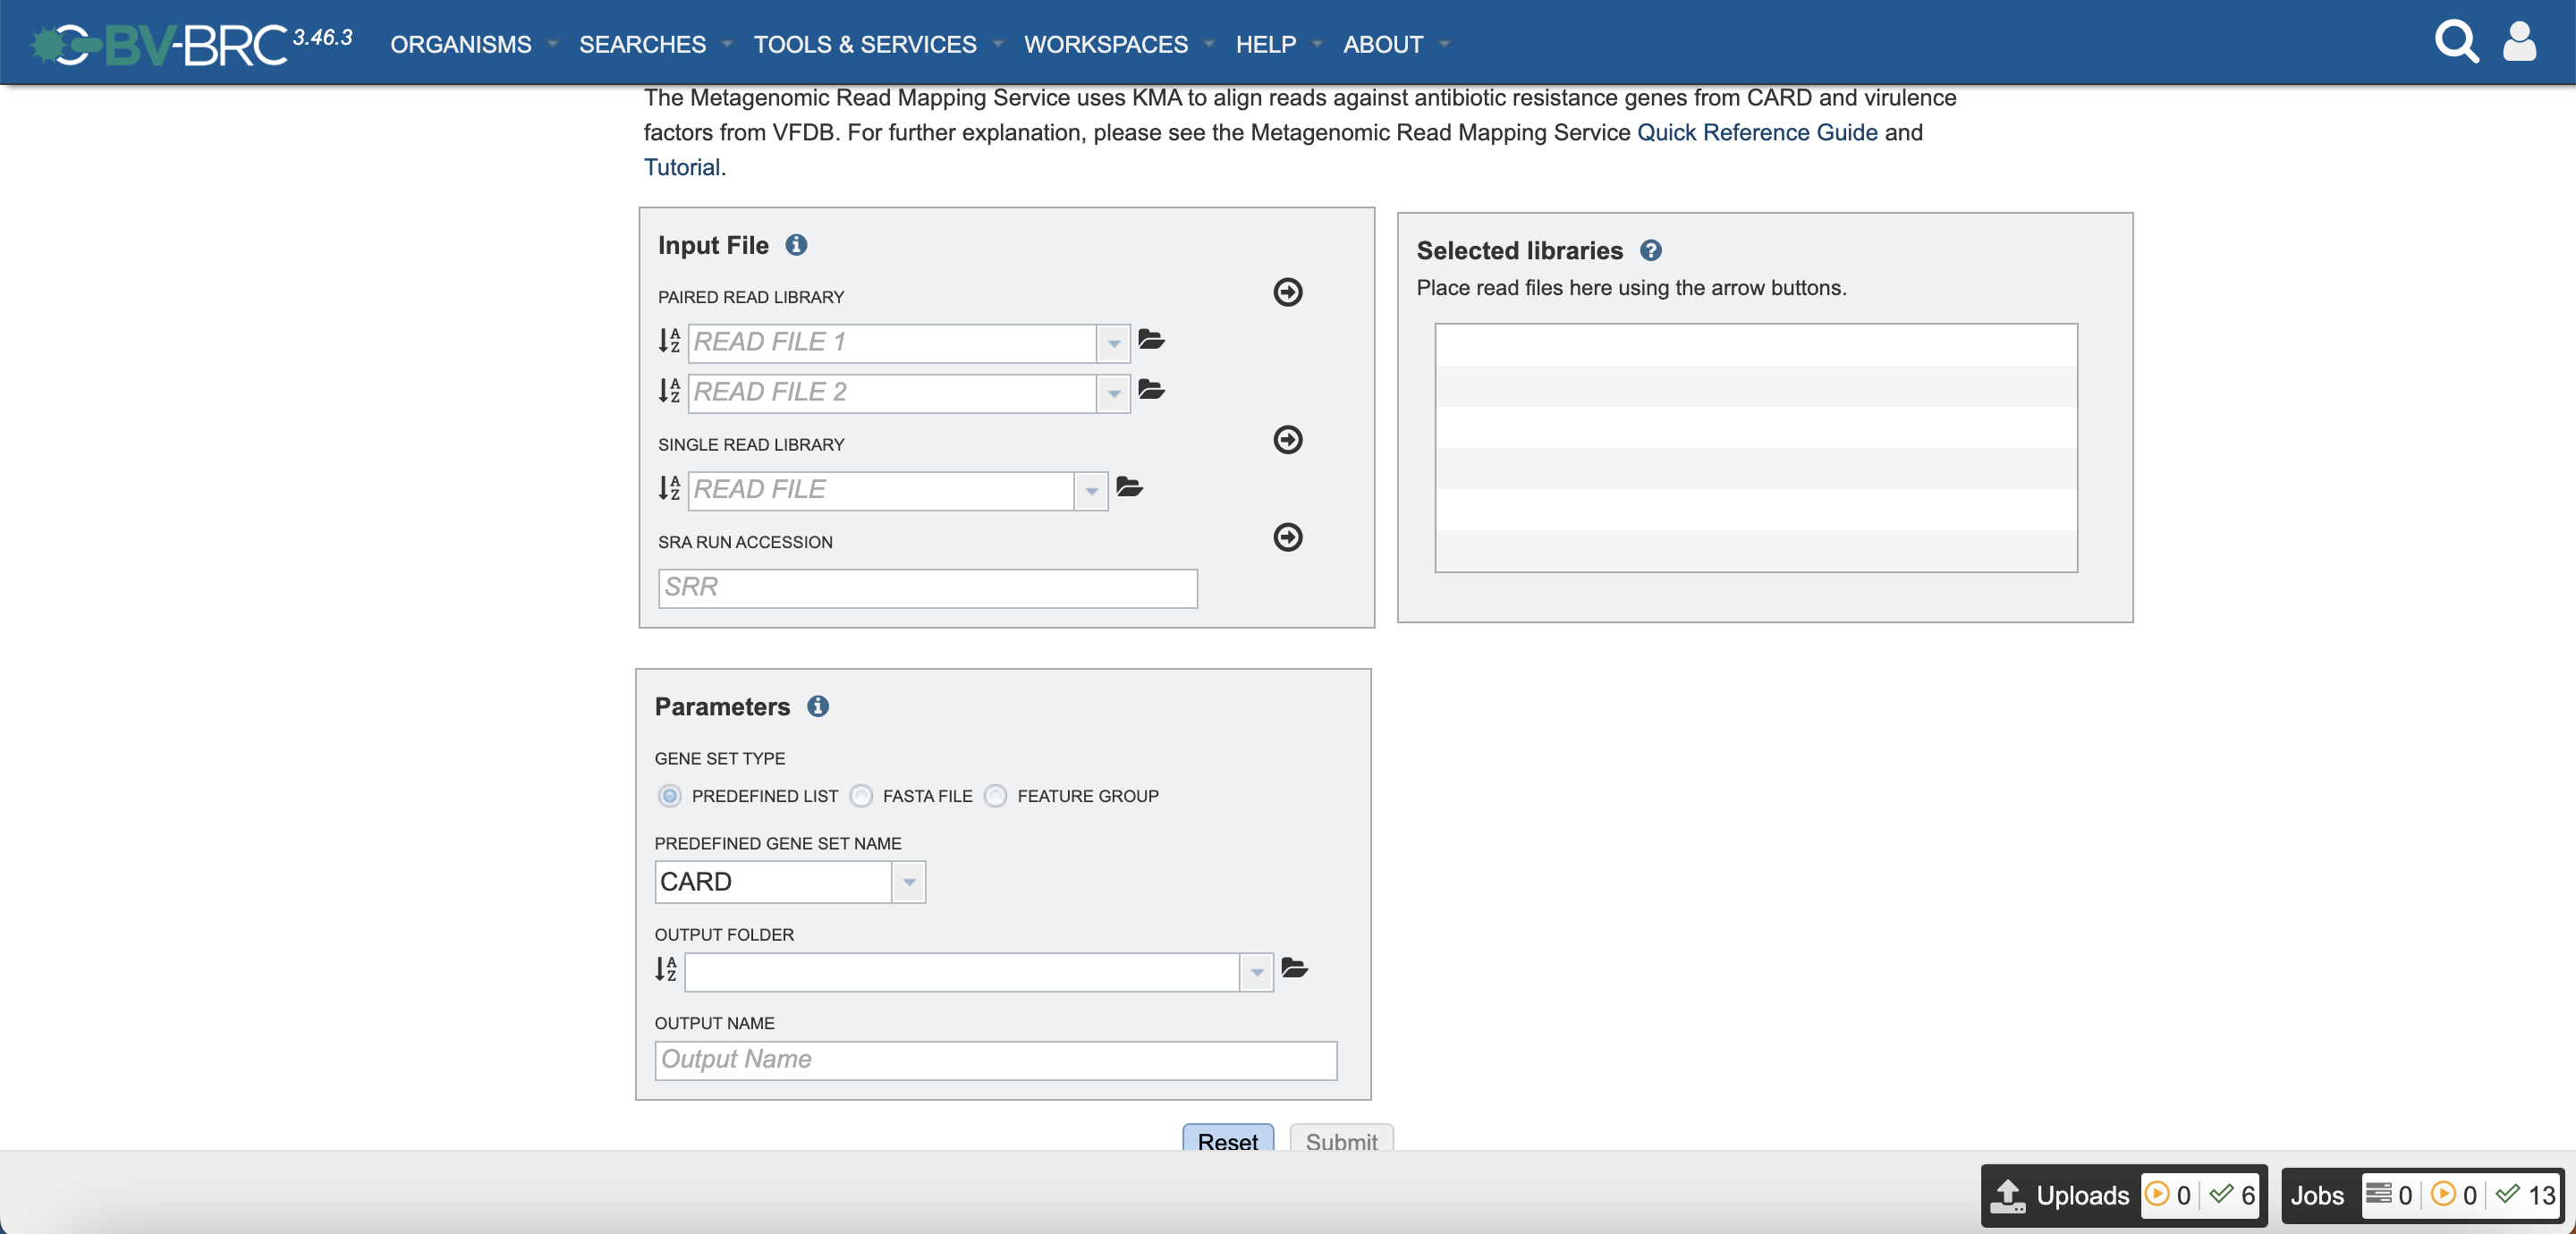 BV-BRC 3.46.3 ORGANISMS SEARCHES TOOLS & SERVICES WORKSPACES HELP ABOUT
The Metagenomic Read Mapping Service uses KMA to align reads against antibiotic resistance genes from CARD and virulence
factors from VFDB. For further explanation, please see the Metagenomic Read Mapping Service Quick Reference Guide and
Tutorial.
Input File
PAIRED READ LIBRARY
READ FILE 1
READ FILE 2
SINGLE READ LIBRARY
READ FILE
SRA RUN ACCESSION
SRR
Selected libraries
Place read files here using the arrow buttons.
Parameters
GENE SET TYPE
PREDEFINED LIST FASTA FILE FEATURE GROUP
PREDEFINED GENE SET NAME
CARD
OUTPUT FOLDER
OUTPUT NAME
Output Name
Reset Submit
Uploads 0 6 Jobs 0 0 13